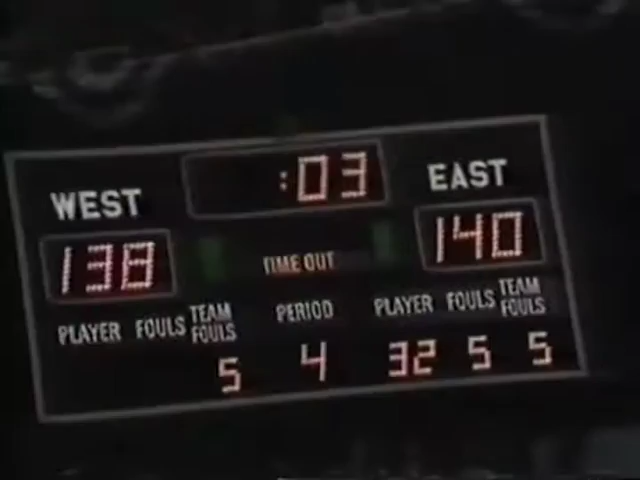 :03
WEST EAST
138 140
TIME OUT
PLAYER FOULS TEAM FOULS PERIOD PLAYER FOULS TEAM FOULS
5 4 32 5 5